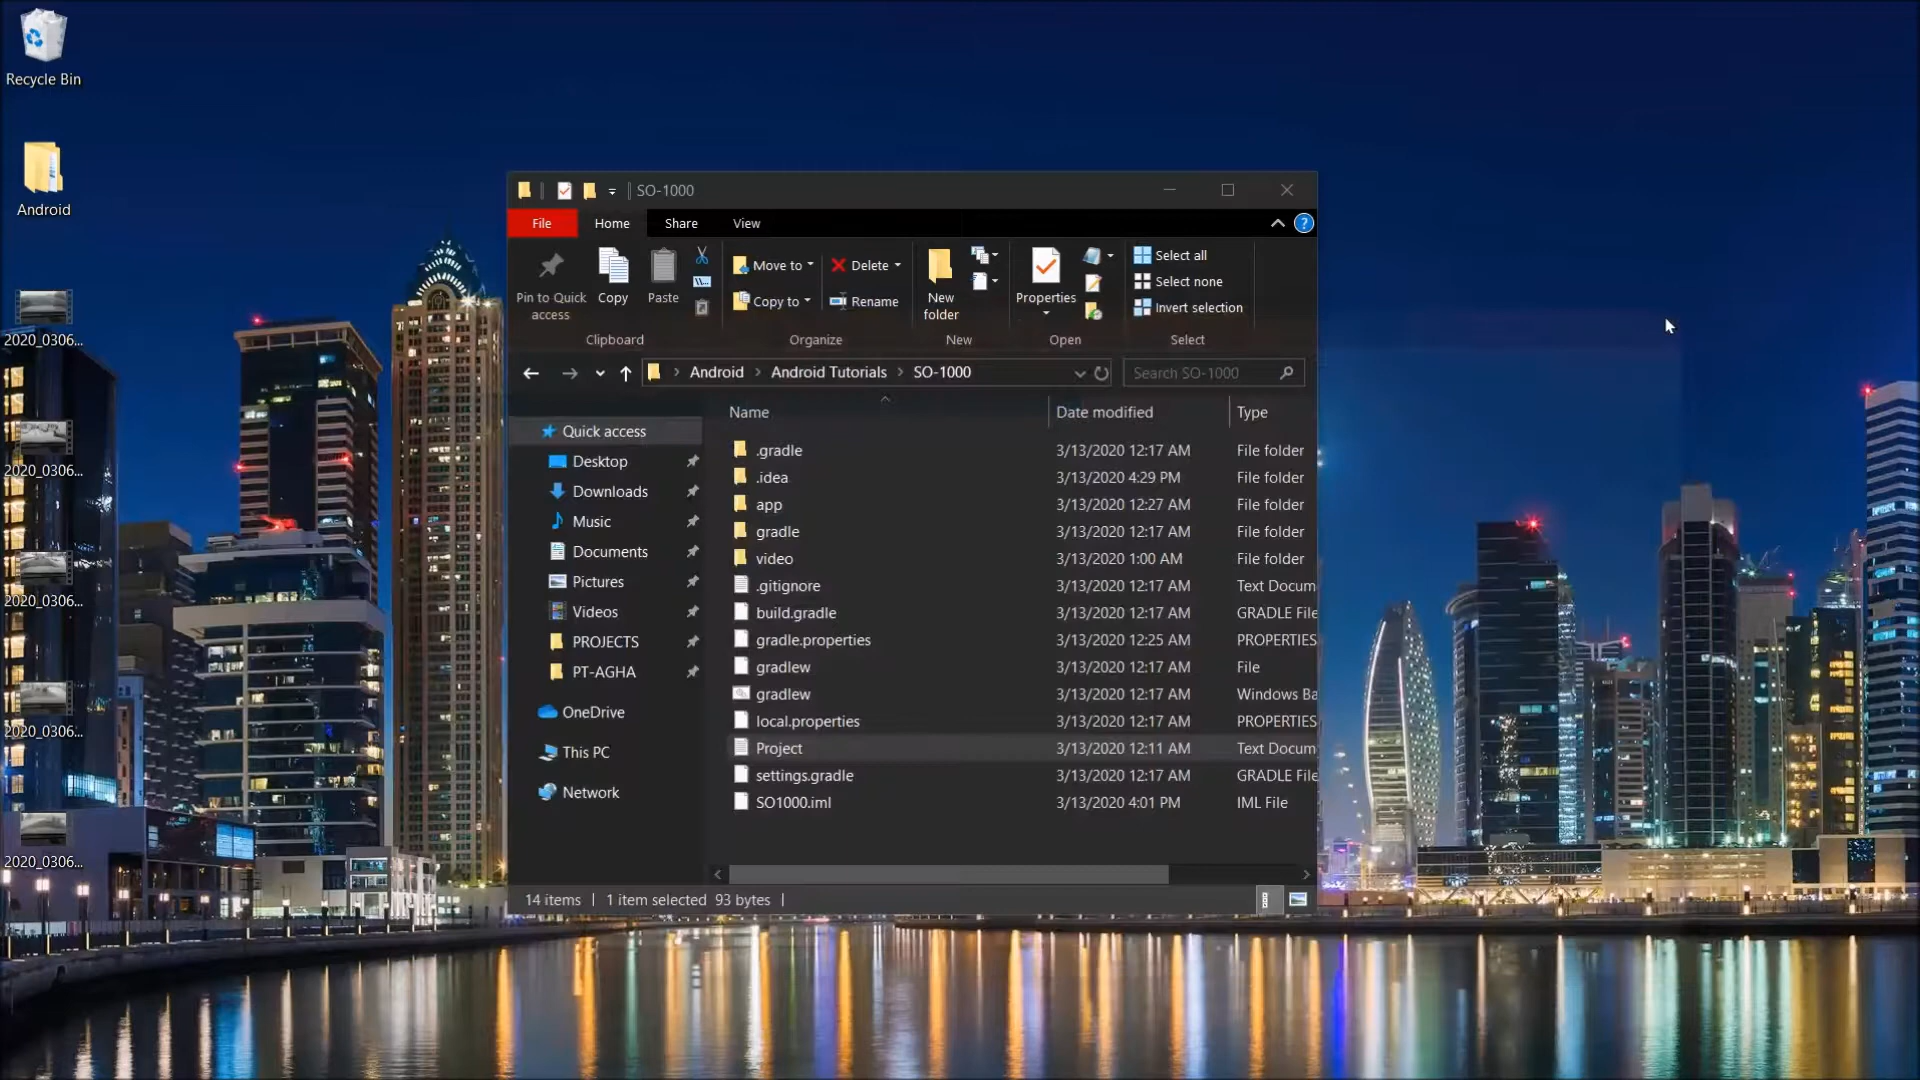 Recycle Bin
Android
2020_0306...
2020_0306...
2020_0306...
2020_0306...
2020_0306...
SO-1000
File Home Share View
Pin to Quick access
Copy
Paste
Move to
Copy to
Delete
Rename
New folder
Properties
Select all
Select none
Invert selection
Clipboard Organize New Open Select
Android > Android Tutorials > SO-1000
Search SO-1000
Quick access
Desktop
Downloads
Music
Documents
Pictures
Videos
PROJECTS
PT-AGHA
OneDrive
This PC
Network
Name Date modified Type
.gradle 3/13/2020 12:17 AM File folder
.idea 3/13/2020 4:29 PM File folder
app 3/13/2020 12:27 AM File folder
gradle 3/13/2020 12:17 AM File folder
video 3/13/2020 1:00 AM File folder
.gitignore 3/13/2020 12:17 AM Text Docum
build.gradle 3/13/2020 12:17 AM GRADLE File
gradle.properties 3/13/2020 12:25 AM PROPERTIES
gradlew 3/13/2020 12:17 AM File
gradlew 3/13/2020 12:17 AM Windows Ba
local.properties 3/13/2020 12:17 AM PROPERTIES
Project 3/13/2020 12:11 AM Text Docum
settings.gradle 3/13/2020 12:17 AM GRADLE File
SO1000.iml 3/13/2020 4:01 PM IML File
14 items | 1 item selected 93 bytes |